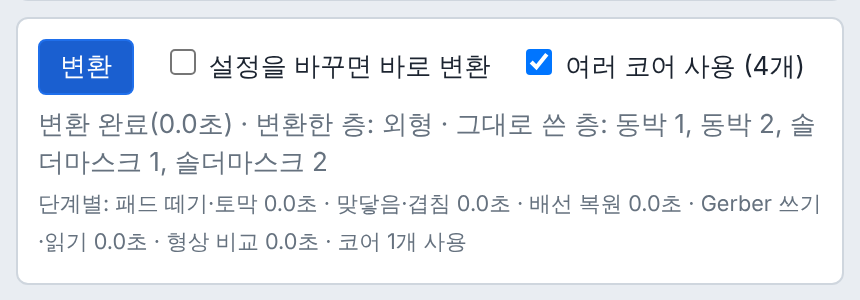 변환 설정을 바꾸면 바로 변환 여러 코어 사용 (4개)
변환 완료(0.0초) · 변환한 층: 외형 · 그대로 쓴 층: 동박 1, 동박 2, 솔
더마스크 1, 솔더마스크 2
단계별: 패드 떼기·토막 0.0초 · 맞닿음·겹침 0.0초 · 배선 복원 0.0초 · Gerber 쓰기
·읽기 0.0초 · 형상 비교 0.0초 · 코어 1개 사용